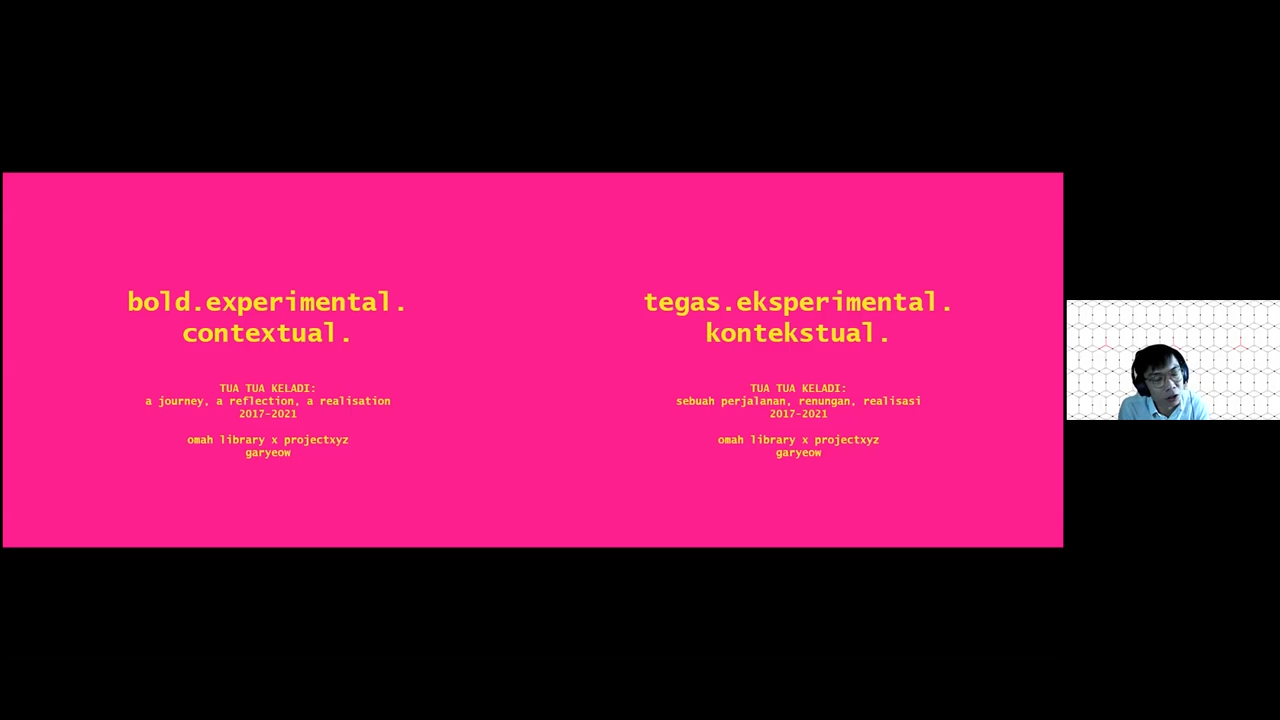 bold.experimental.
contextual.
TUA TUA KELADI:
a journey, a reflection, a realisation
2017-2021
omah library x projectxyz
garyeow
tegas.eksperimental.
kontekstual.
TUA TUA KELADI:
sebuah perjalanan, renungan, realisasi
2017-2021
omah library x projectxyz
garyeow